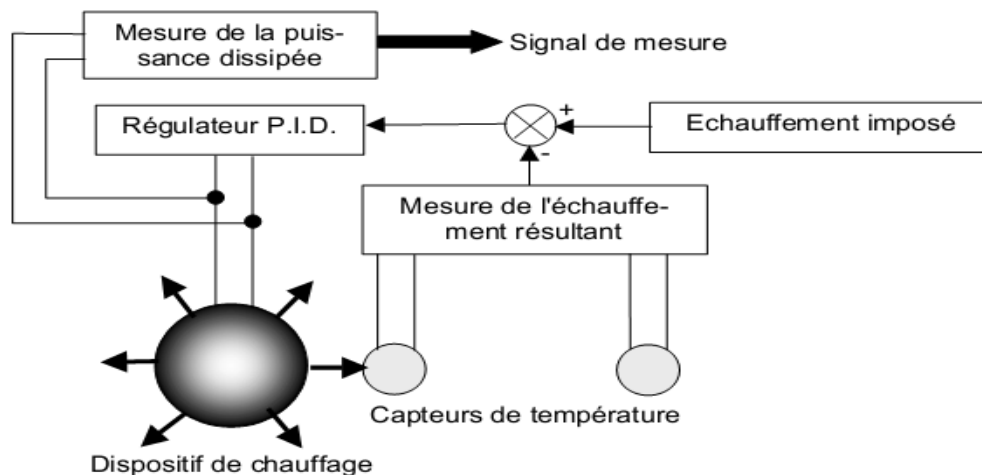 Mesure de la puis-
sance dissipée
Signal de mesure
Régulateur P.I.D.
+
-
Echauffement imposé
Mesure de l'échauffe-
ment résultant
Capteurs de température
Dispositif de chauffage